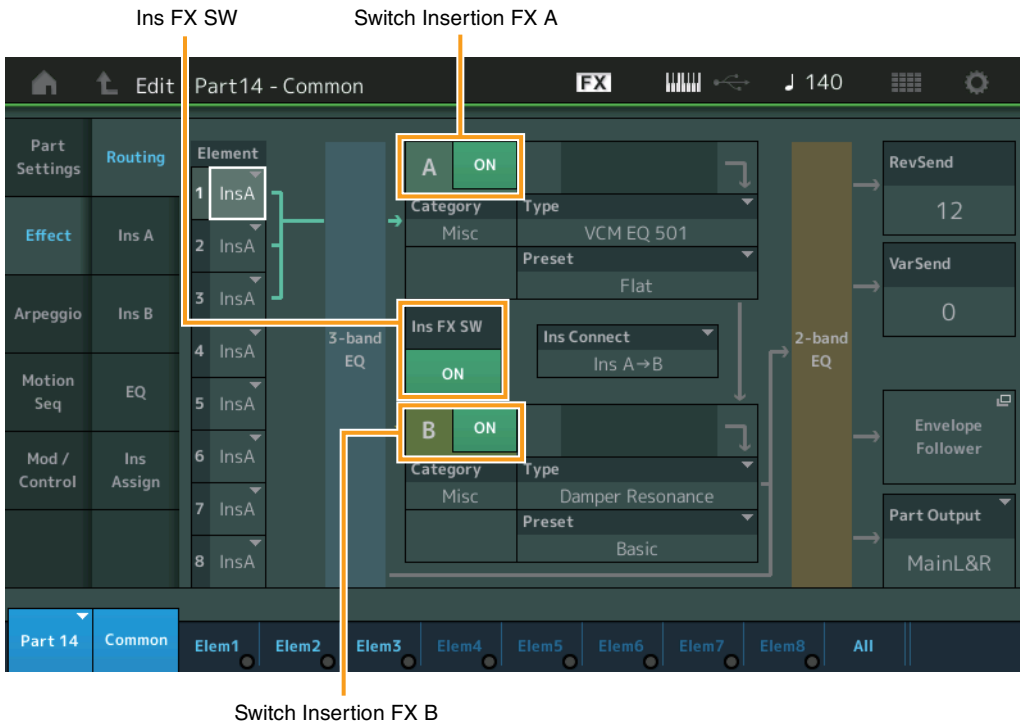 Ins FX SW
Switch Insertion FX A
Edit
Part14 - Common
FX
♩ 140
Part
Settings
Effect
Arpeggio
Motion
Seq
Mod /
Control
Routing
Ins A
Ins B
EQ
Ins
Assign
Element
1 InsA
2 InsA
3 InsA
4 InsA
5 InsA
6 InsA
7 InsA
8 InsA
3-band
EQ
A ON
Category
Misc
Type
VCM EQ 501
Preset
Flat
Ins FX SW
ON
Ins Connect
Ins A→B
B ON
Category
Misc
Type
Damper Resonance
Preset
Basic
2-band
EQ
RevSend
12
VarSend
0
Envelope
Follower
Part Output
MainL&R
Part 14
Common
Elem1
Elem2
Elem3
Elem4
Elem5
Elem6
Elem7
Elem8
All
Switch Insertion FX B